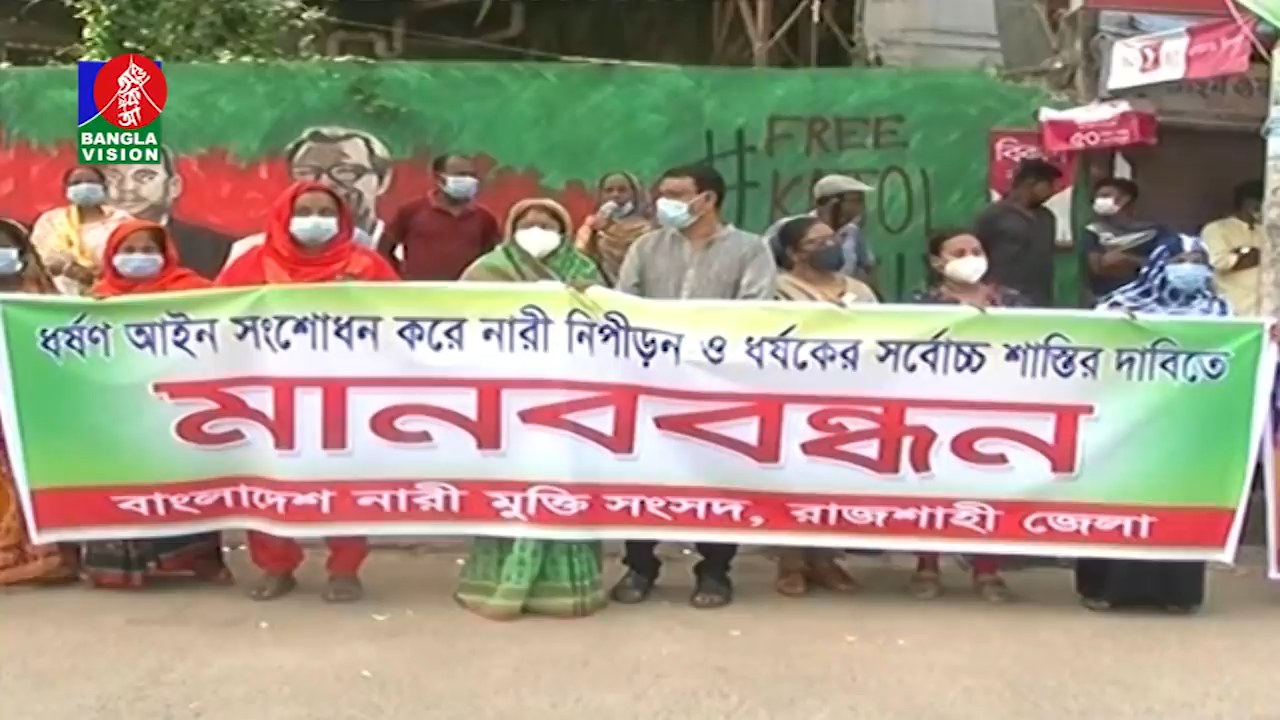 BANGLA
VISION
#FREE
ধর্ষণ আইন সংশোধন করে নারী নিপীড়ন ও ধর্ষকের সর্বোচ্চ শাস্তির দাবিতে
মানববন্ধন
বাংলাদেশ নারী মুক্তি সংসদ, রাজশাহী জেলা